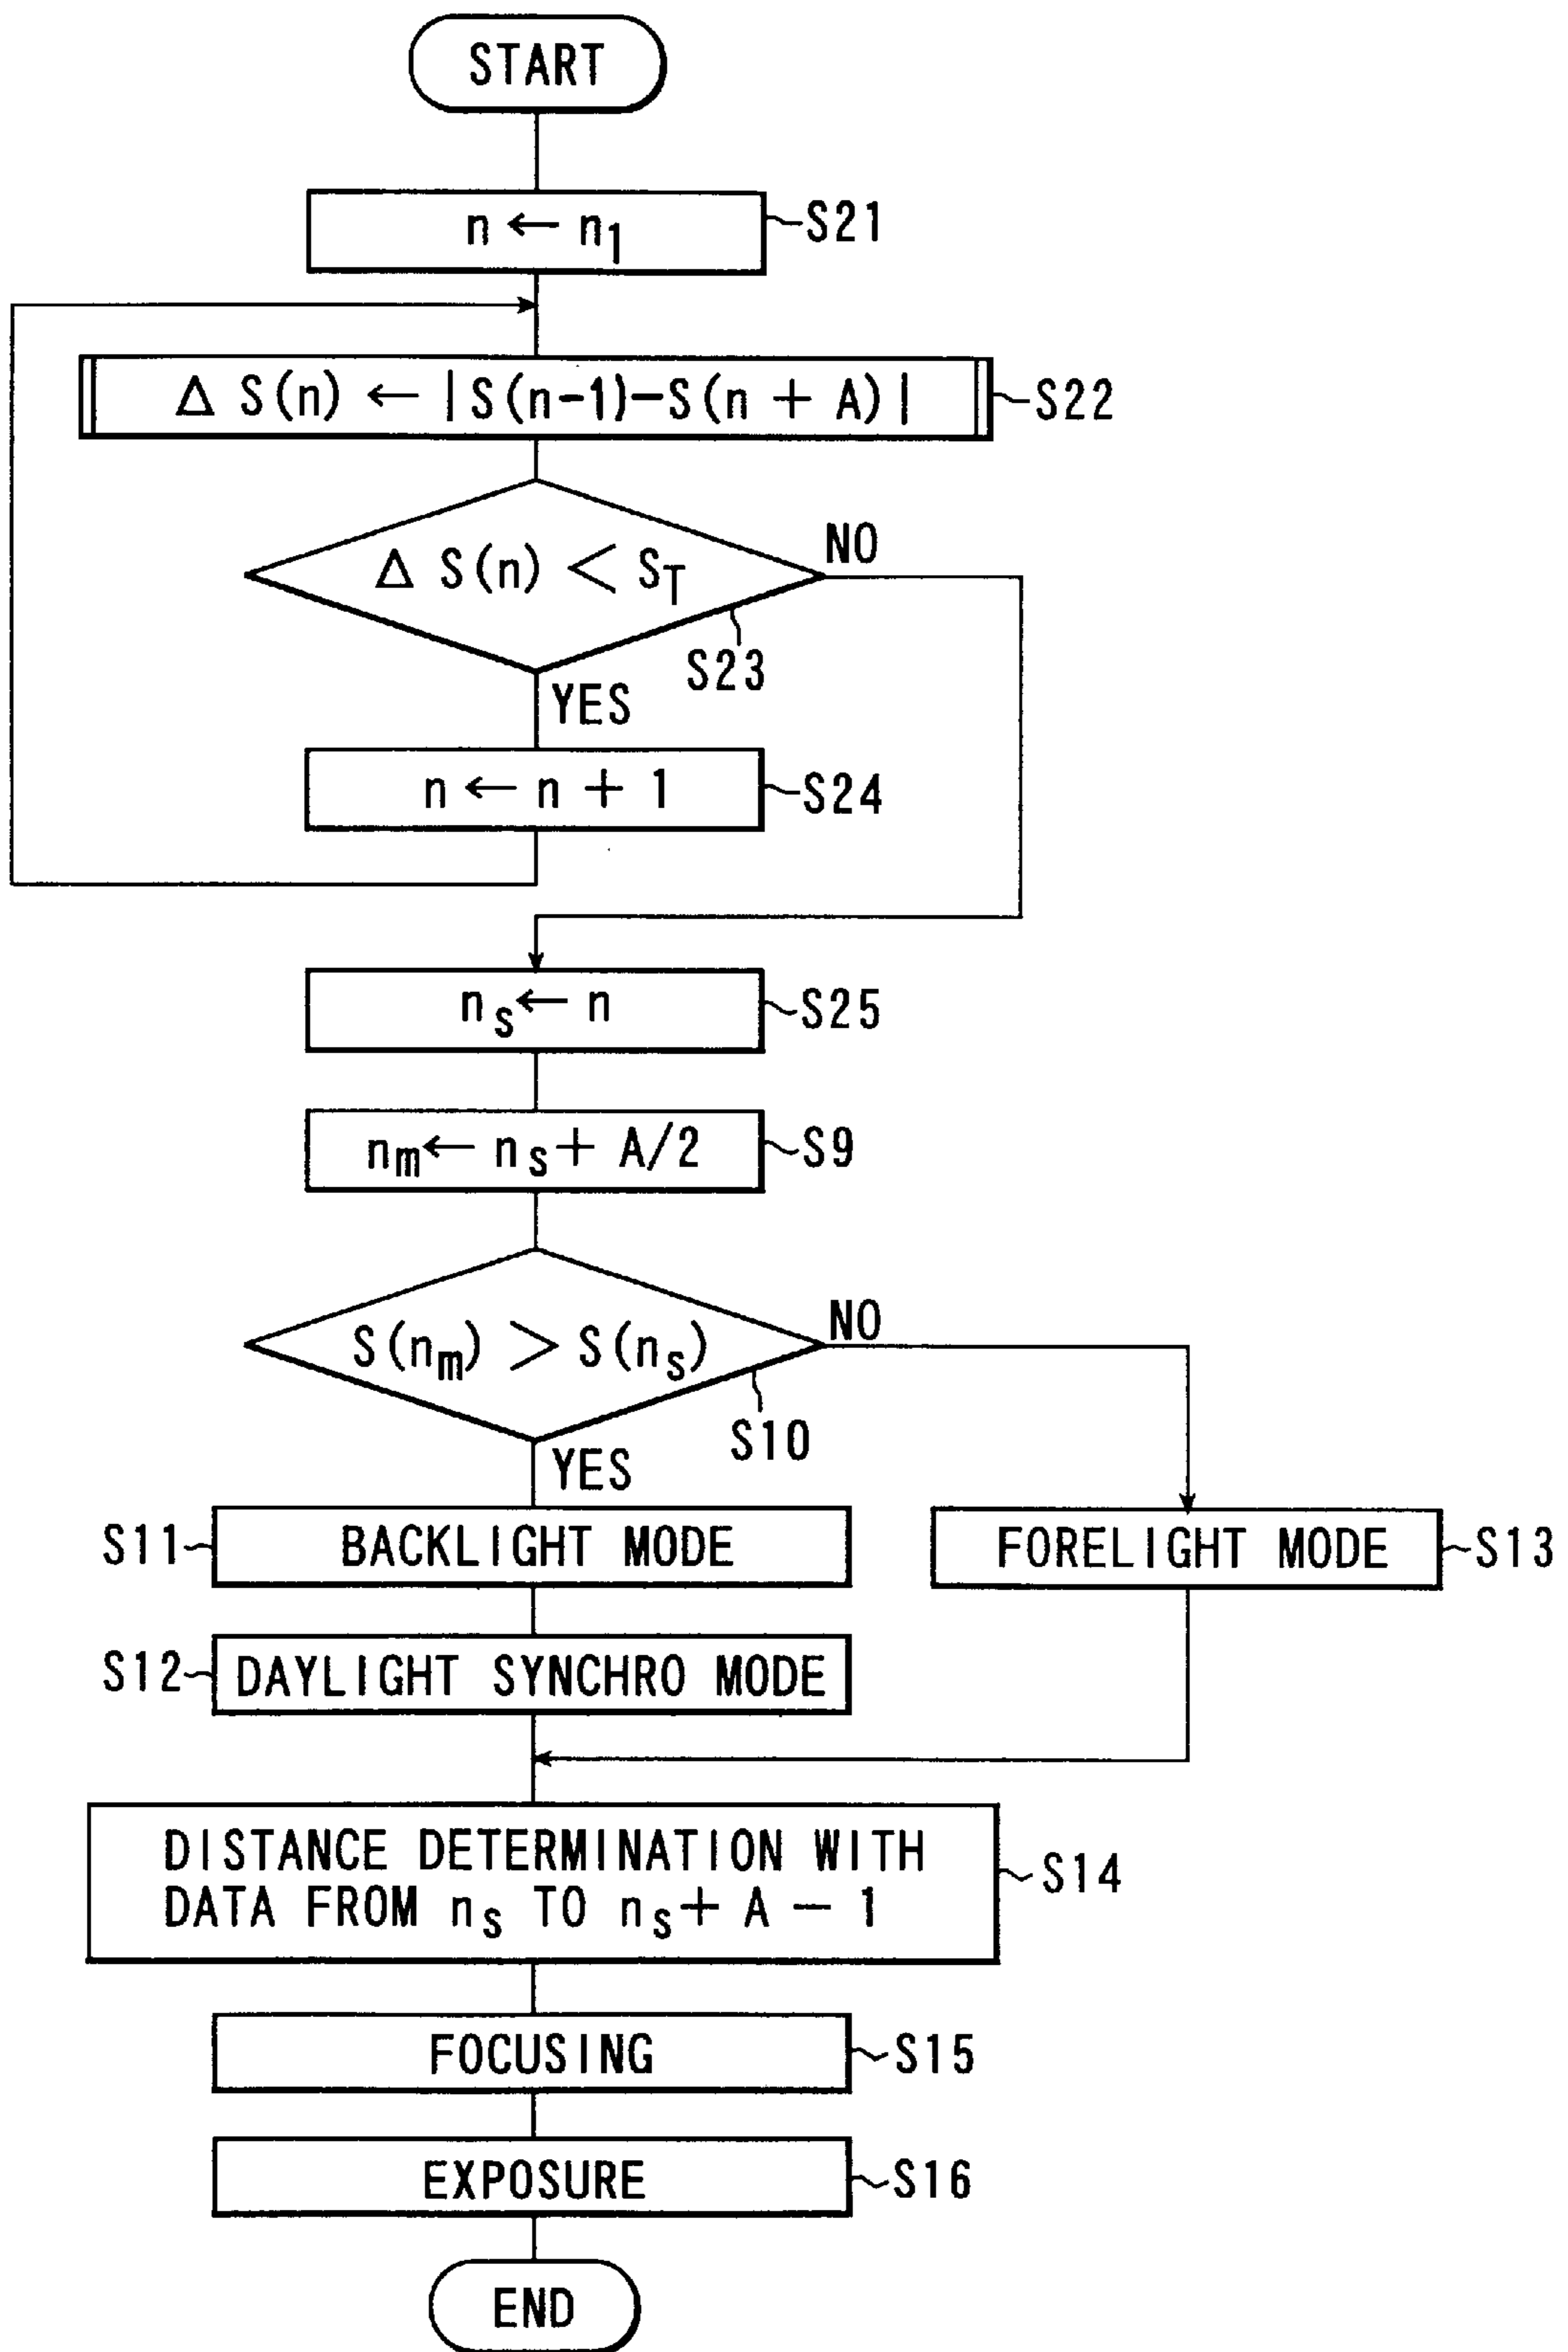 START
n ← n1
S21
Δ S(n) ← |S(n-1)-S(n + A)|
S22
Δ S(n) < ST
NO
S23
YES
n ← n + 1
S24
ns ← n
S25
nm ← ns + A/2
S9
S(nm) > S(ns)
NO
S10
YES
S11
BACKLIGHT MODE
FORELIGHT MODE
S13
S12
DAYLIGHT SYNCHRO MODE
DISTANCE DETERMINATION WITH
DATA FROM ns TO ns + A - 1
S14
FOCUSING
S15
EXPOSURE
S16
END